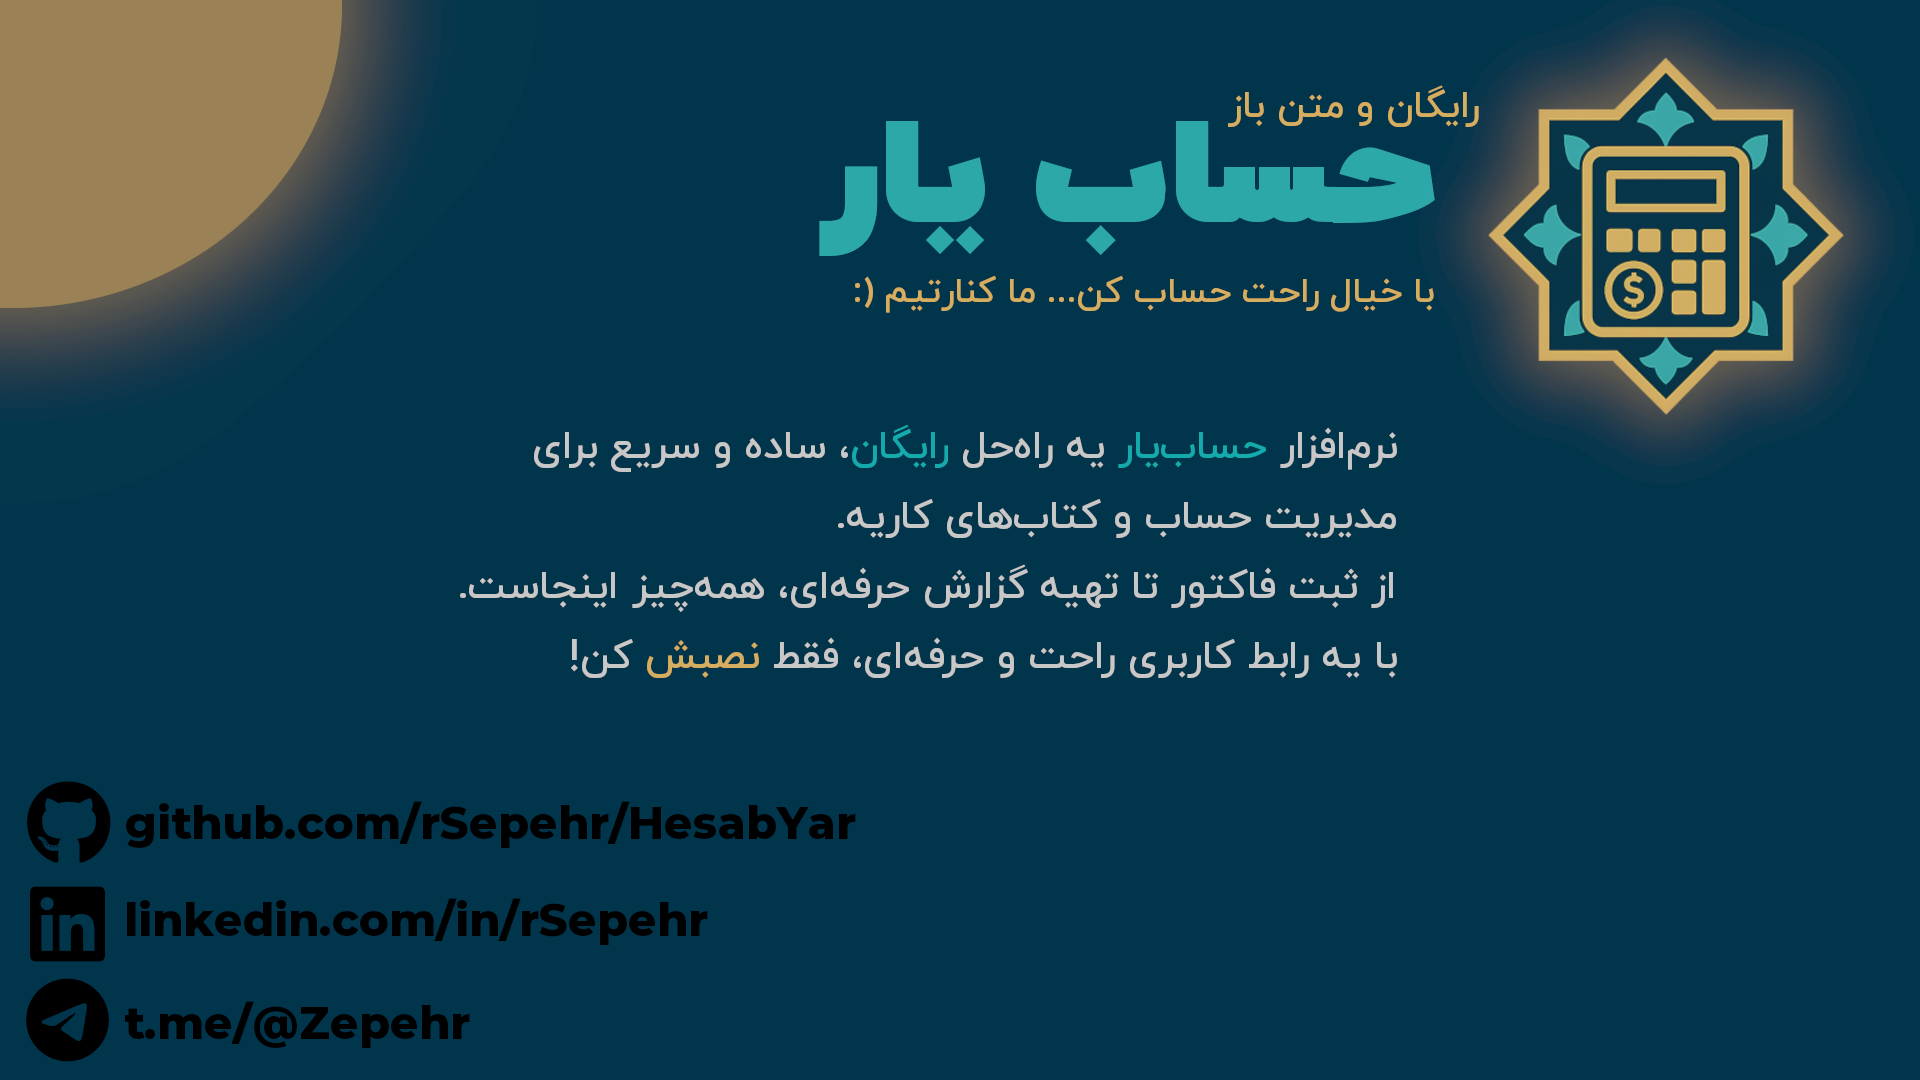 رایگان و متن باز
حساب یار
با خیال راحت حساب کن... ما کنارتیم (:
نرم‌افزار حساب‌یار یه راه‌حل رایگان، ساده و سریع برای
مدیریت حساب و کتاب‌های کاریه.
از ثبت فاکتور تا تهیه گزارش حرفه‌ای، همه‌چیز اینجاست.
با یه رابط کاربری راحت و حرفه‌ای، فقط نصبش کن!
github.com/rSepehr/HesabYar
linkedin.com/in/rSepehr
t.me/@Zepehr